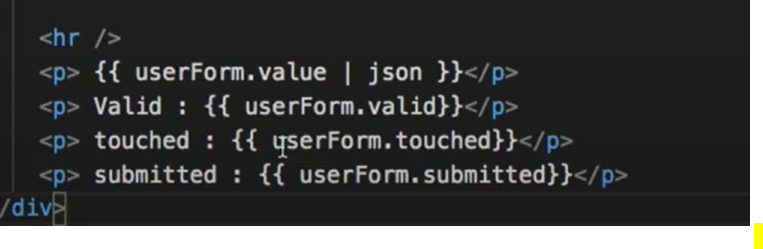 <hr />
<p> {{ userForm.value | json }}</p>
<p> Valid : {{ userForm.valid}}</p>
<p> touched : {{ userForm.touched}}</p>
<p> submitted : {{ userForm.submitted}}</p>
/div>